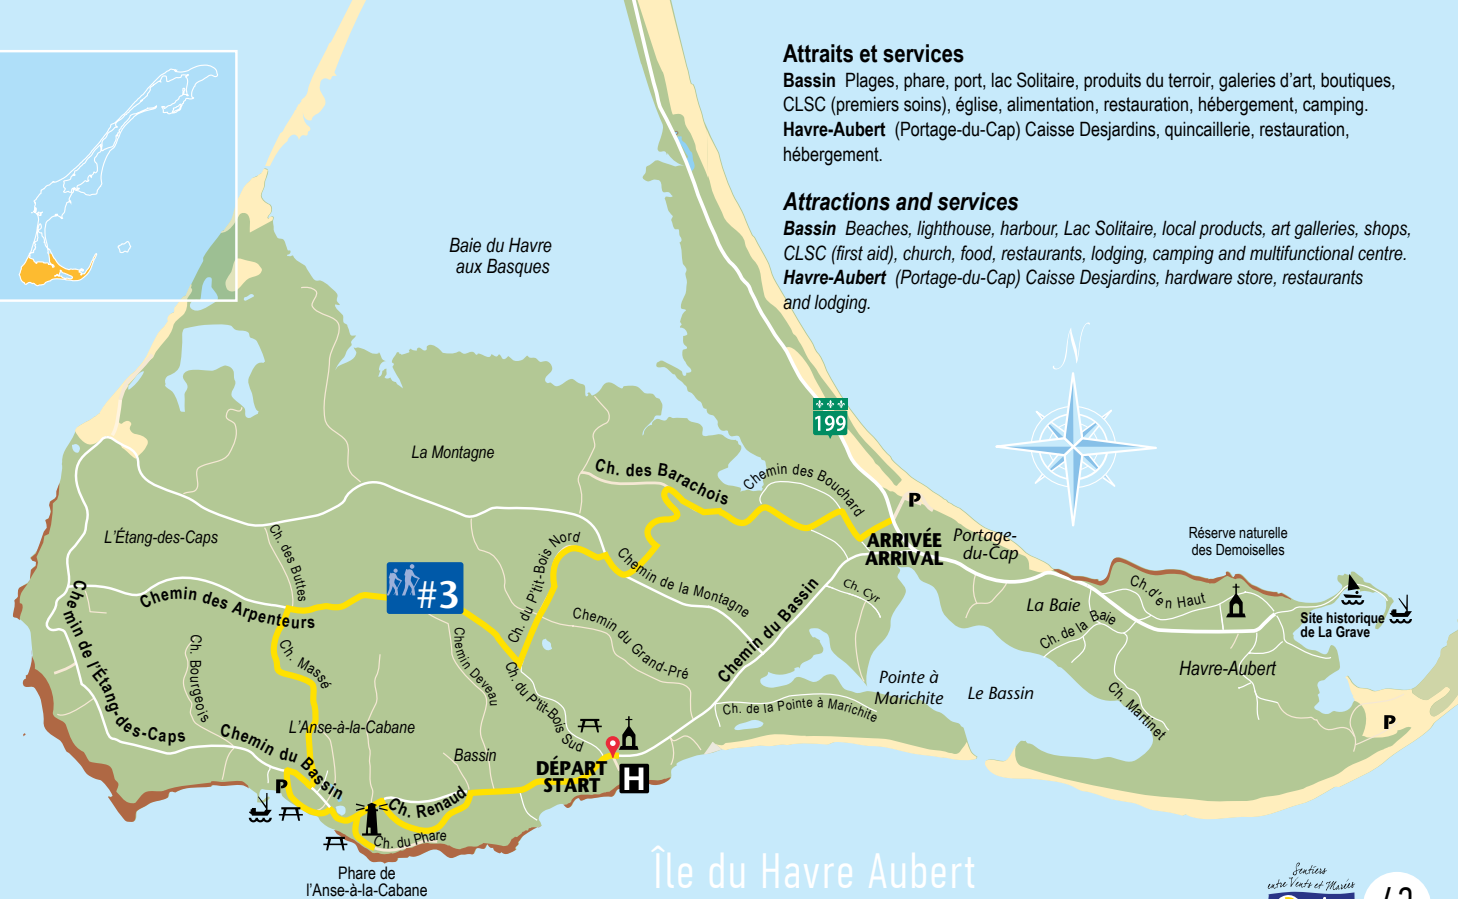 Attraits et services
Bassin Plages, phare, port, lac Solitaire, produits du terroir, galeries d'art, boutiques,
CLSC (premiers soins), église, alimentation, restauration, hébergement, camping.
Havre-Aubert (Portage-du-Cap) Caisse Desjardins, quincaillerie, restauration,
hébergement.
Attractions and services
Bassin Beaches, lighthouse, harbour, Lac Solitaire, local products, art galleries, shops,
CLSC (first aid), church, food, restaurants, lodging, camping and multifunctional centre.
Havre-Aubert (Portage-du-Cap) Caisse Desjardins, hardware store, restaurants
and lodging.
Baie du Havre
aux Basques
N
199
La Montagne
Ch. des Barachois
Chemin des Bouchard
P
ARRIVÉE
ARRIVAL
Portage-
du-Cap
Réserve naturelle
des Demoiselles
L'Étang-des-Caps
Ch. des Buttes
#3
Ch. du P'tit-Bois Nord
Chemin de la Montagne
Chemin des Arpenteurs
Chemin de l'Étang-des-Caps
Ch. Bourgeois
Ch. Massé
Chemin Deveau
Chemin du Grand-Pré
Chemin du Bassin
Ch. Cyr
La Baie
Ch. de la Baie
Ch. d'en Haut
Site historique
de La Grave
Havre-Aubert
Ch. Martinet
P
Pointe à
Marichite
Le Bassin
Ch. de la Pointe à Marichite
Ch. du P'tit-Bois Sud
L'Anse-à-la-Cabane
Bassin
Chemin du Bassin
P
DÉPART
START
H
Ch. Renaud
Ch. du Phare
Phare de
l'Anse-à-la-Cabane
Île du Havre Aubert
Sentiers
entre Vents et Marées